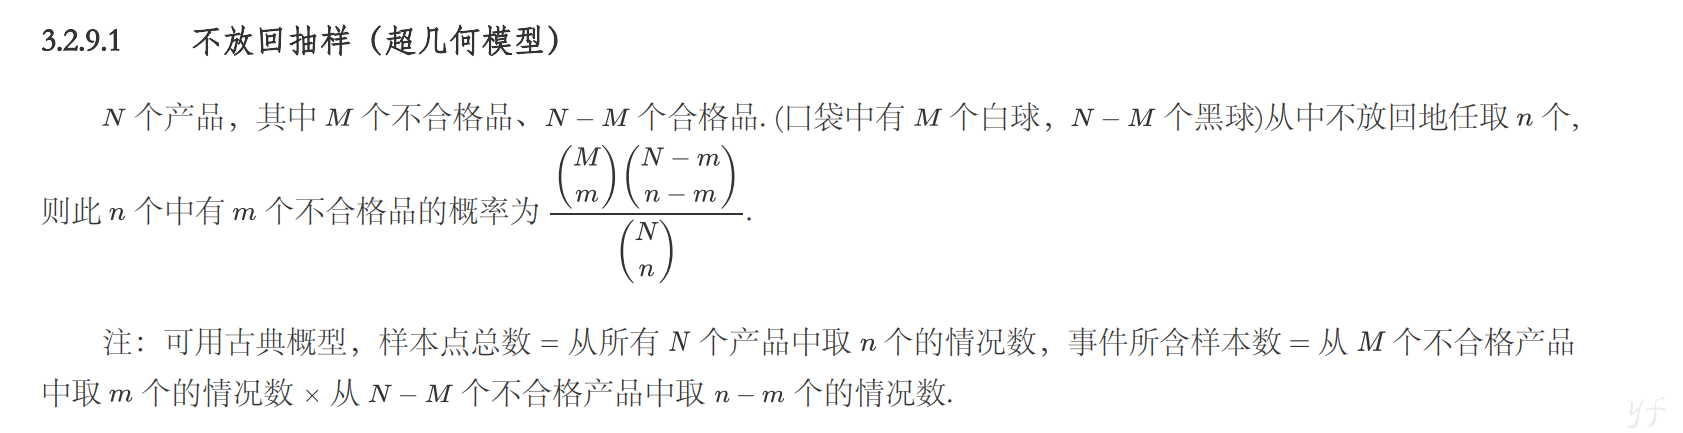 3.2.9.1 不放回抽样（超几何模型）
N 个产品，其中 M 个不合格品、N − M 个合格品. (口袋中有 M 个白球，N − M 个黑球)从中不放回地任取 n 个,
则此 n 个中有 m 个不合格品的概率为 \frac{\binom{M}{m}\binom{N-m}{n-m}}{\binom{N}{n}}.
注：可用古典概型，样本点总数 = 从所有 N 个产品中取 n 个的情况数，事件所含样本数 = 从 M 个不合格产品
中取 m 个的情况数 × 从 N − M 个不合格产品中取 n − m 个的情况数.
yf